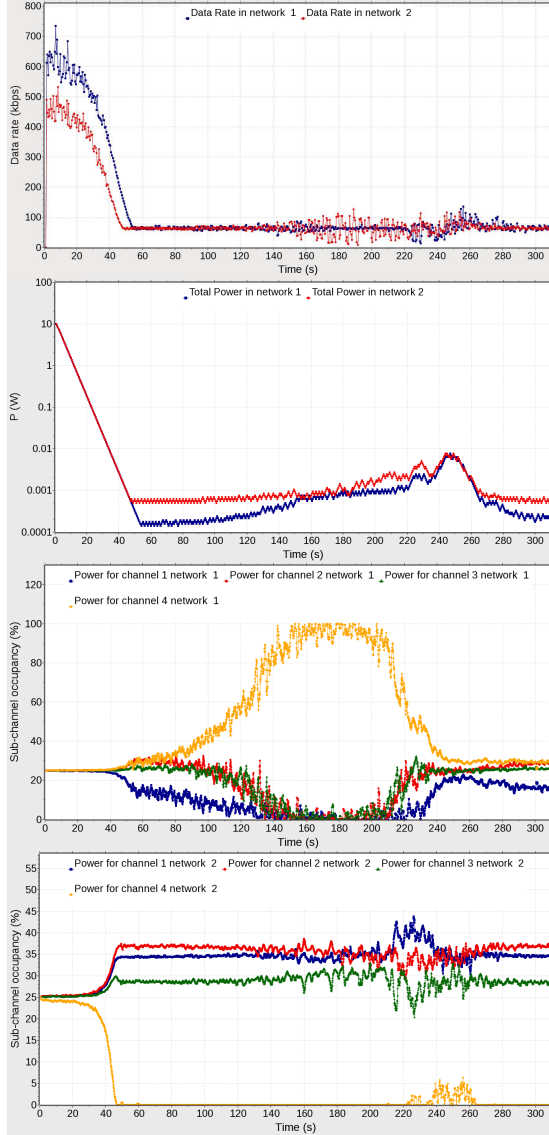 Data Rate in network 1 Data Rate in network 2
Data rate (kbps)
800
700
600
500
400
300
200
100
0
0 20 40 60 80 100 120 140 160 180 200 220 240 260 280 300
Time (s)
Total Power in network 1 Total Power in network 2
P (W)
100
10
1
0.1
0.01
0.001
0.0001
0 20 40 60 80 100 120 140 160 180 200 220 240 260 280 300
Time (s)
Power for channel 1 network 1 Power for channel 2 network 1 Power for channel 3 network 1
Power for channel 4 network 1
Sub-channel occupancy (%)
120
100
80
60
40
20
0
0 20 40 60 80 100 120 140 160 180 200 220 240 260 280 300
Time (s)
Power for channel 1 network 2 Power for channel 2 network 2 Power for channel 3 network 2
Power for channel 4 network 2
Sub-channel occupancy (%)
55
50
45
40
35
30
25
20
15
10
5
0
0 20 40 60 80 100 120 140 160 180 200 220 240 260 280 300
Time (s)